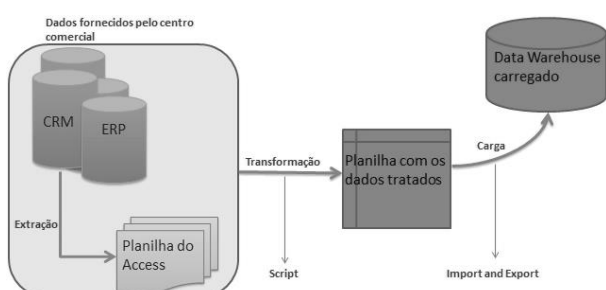 Dados fornecidos pelo centro
comercial
CRM
ERP
Extração
Planilha do
Access
Transformação
Script
Planilha com os
dados tratados
Carga
Import and Export
Data Warehouse
carregado